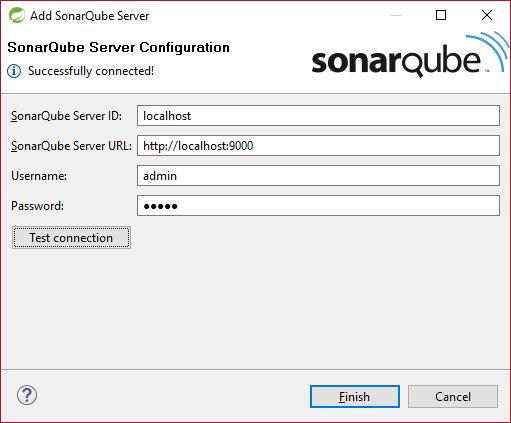 Add SonarQube Server
SonarQube Server Configuration
Successfully connected!
sonarqube™
SonarQube Server ID: localhost
SonarQube Server URL: http://localhost:9000
Username: admin
Password: ●●●●●
Test connection
Finish Cancel